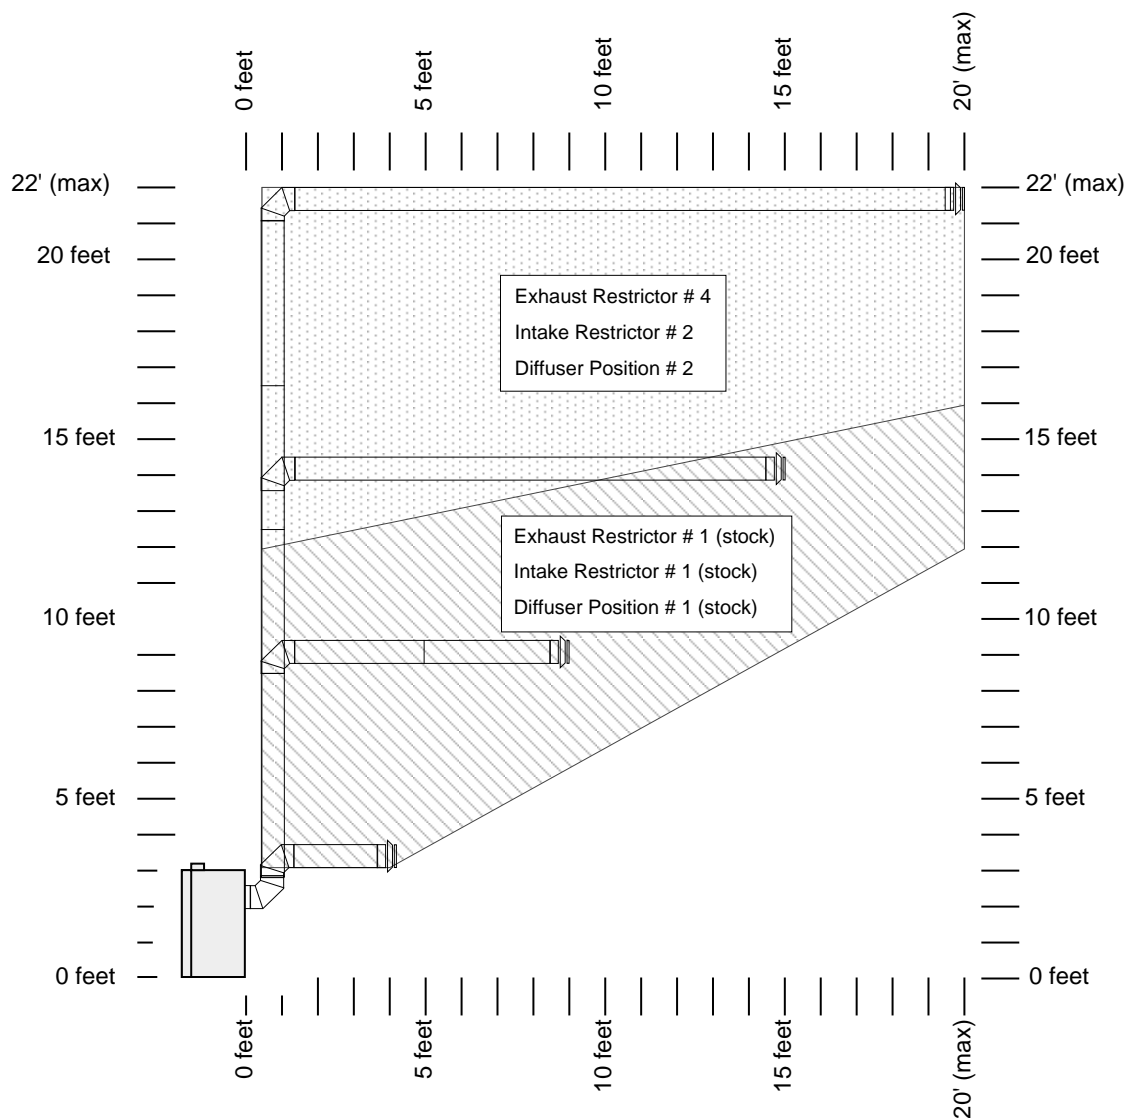 0 feet
5 feet
10 feet
15 feet
20' (max)
22' (max)
22' (max)
20 feet
20 feet
Exhaust Restrictor # 4
Intake Restrictor # 2
Diffuser Position # 2
15 feet
15 feet
Exhaust Restrictor # 1 (stock)
Intake Restrictor # 1 (stock)
Diffuser Position # 1 (stock)
10 feet
10 feet
5 feet
5 feet
0 feet
0 feet
0 feet
5 feet
10 feet
15 feet
20' (max)